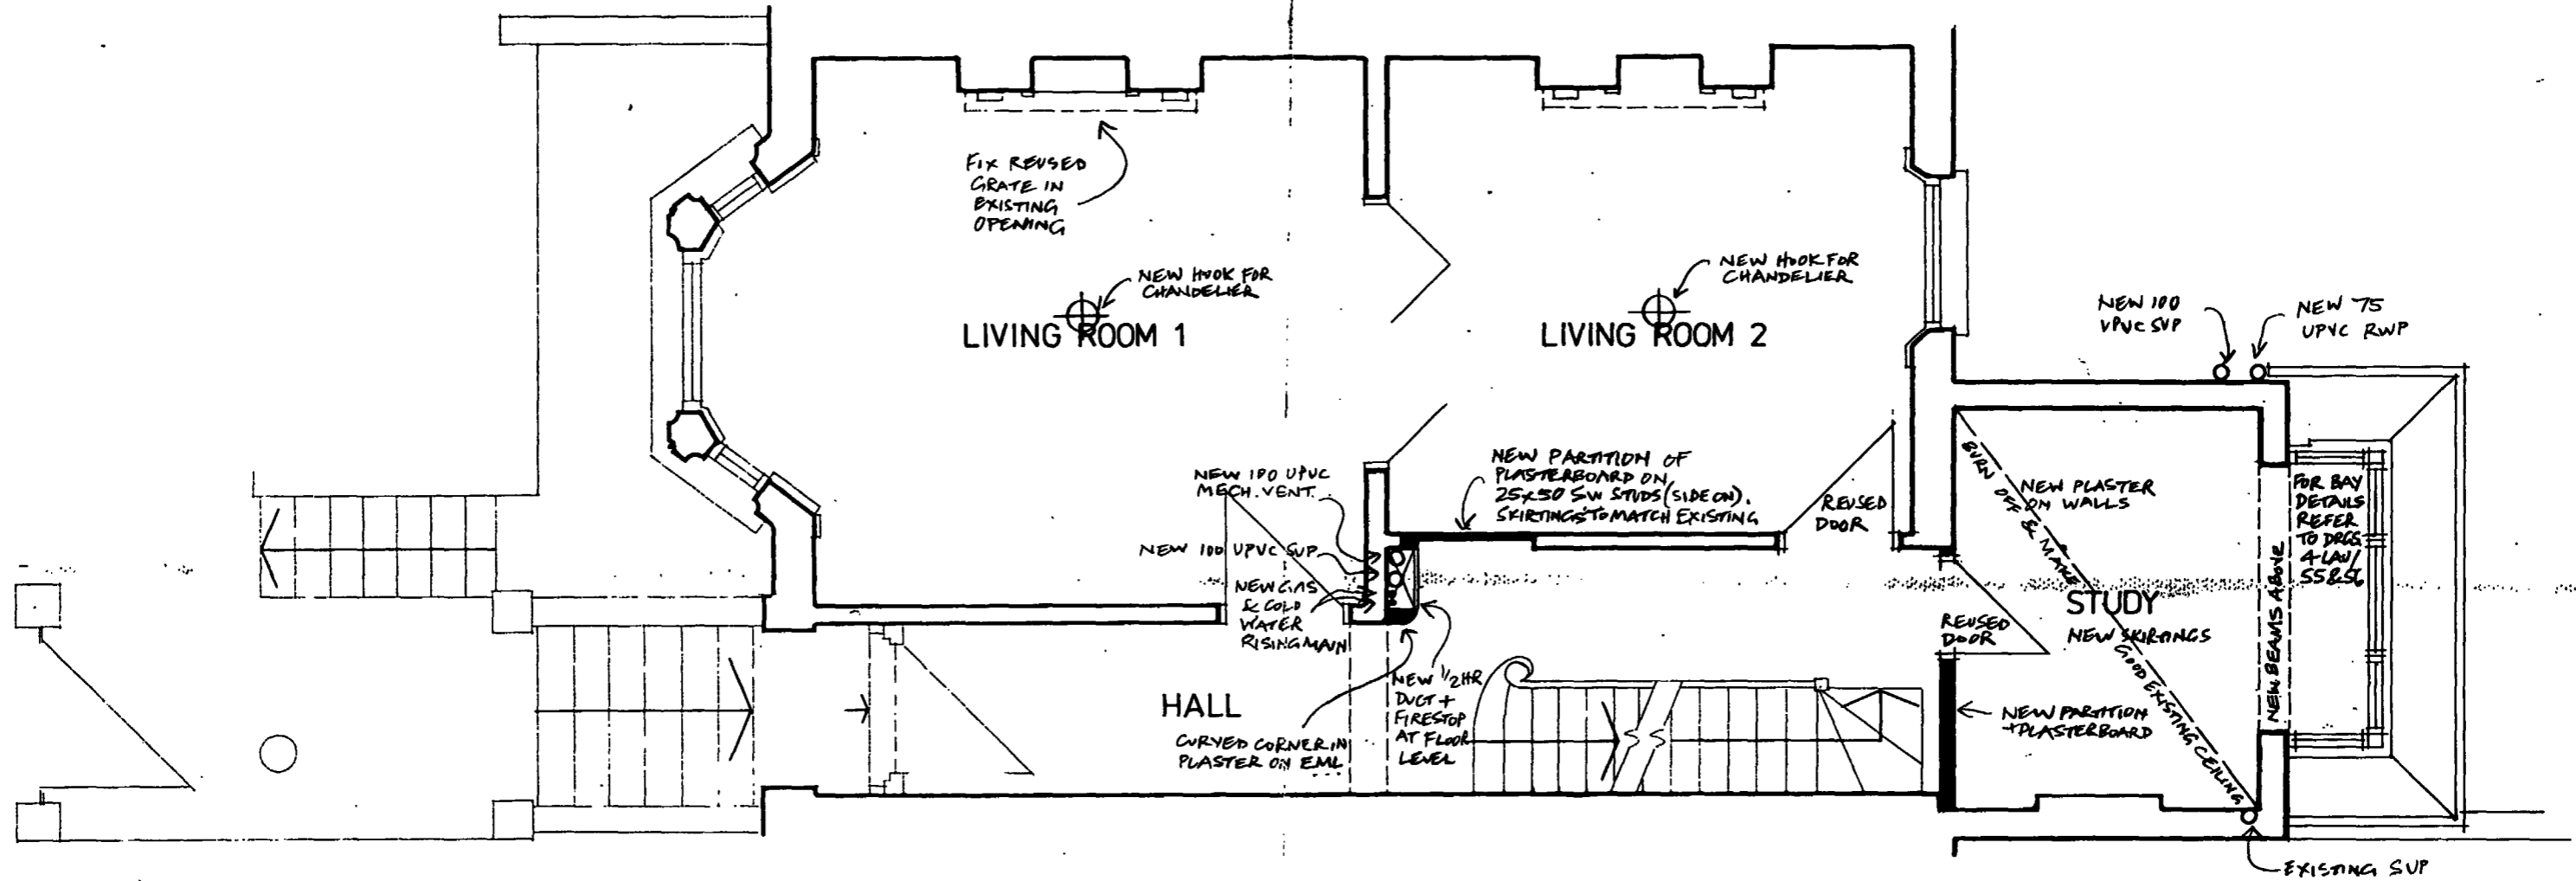 FIX REUSED
GRATE IN
EXISTING
OPENING
NEW HOOK FOR
CHANDELIER
LIVING ROOM 1
NEW HOOK FOR
CHANDELIER
LIVING ROOM 2
NEW 100
UPVC SVP
NEW 75
UPVC RWP
NEW 100 UPVC
MECH. VENT.
NEW 100 UPVC SVP
NEW GAS
& COLD
WATER
RISING MAIN
NEW PARTITION OF
PLASTERBOARD ON
25x50 SW STUDS (SIDE ON).
SKIRTINGS TO MATCH EXISTING
REUSED
DOOR
BURN OFF & MAKE GOOD EXISTING CEILING
NEW PLASTER
ON WALLS
FOR BAY
DETAILS
REFER
TO DRGS
4 LAV/
55&56
STUDY
NEW SKIRTINGS
NEW BEAMS ABOVE
REUSED
DOOR
HALL
NEW 1/2 HR
DUCT +
FIRESTOP
AT FLOOR
LEVEL
CURVED CORNER IN
PLASTER ON EML
NEW PARTITION
+ PLASTERBOARD
EXISTING SVP